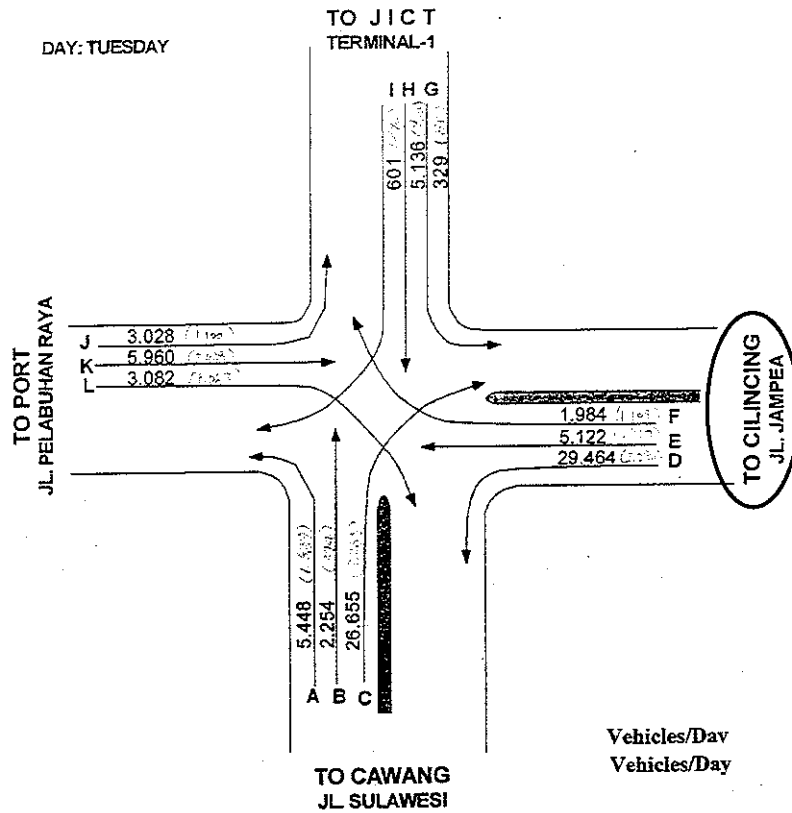 TO JICT
TERMINAL-1
DAY: TUESDAY
I H G
601
5.136
329
TO PORT
JL. PELABUHAN RAYA
J 3.028
K 5.960
L 3.082
1.984 F
5.122 E
29.464 D
TO CILINCING
JL. JAMPEA
5.448
2.254
26.655
A B C
Vehicles/Dav
Vehicles/Day
TO CAWANG
JL. SULAWESI